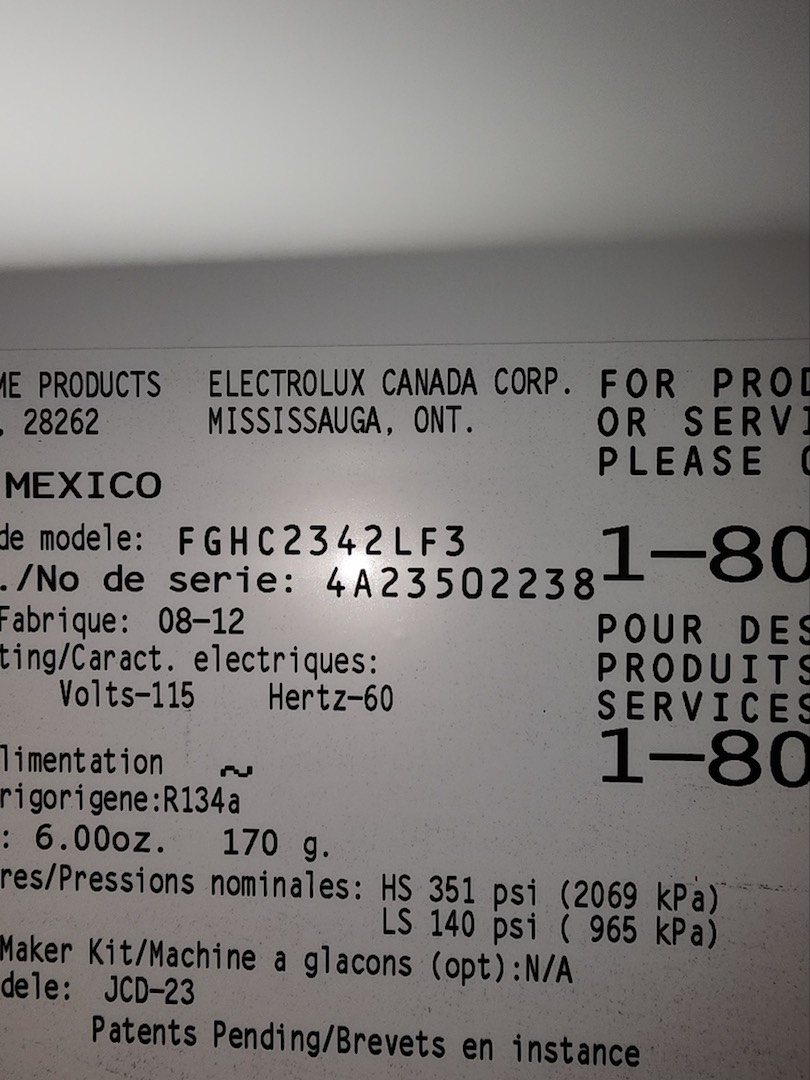 ME PRODUCTS ELECTROLUX CANADA CORP. FOR PROD
, 28262 MISSISSAUGA, ONT. OR SERVI
PLEASE C
MEXICO
de modele: FGHC2342LF3
./No de serie: 4A23502238
1-80
Fabrique: 08-12
POUR DES
ting/Caract. electriques:
PRODUITS
Volts-115 Hertz-60
SERVICES
limentation ~
1-80
rigorigene:R134a
: 6.00oz. 170 g.
res/Pressions nominales: HS 351 psi (2069 kPa)
LS 140 psi ( 965 kPa)
Maker Kit/Machine a glacons (opt):N/A
dele: JCD-23
Patents Pending/Brevets en instance